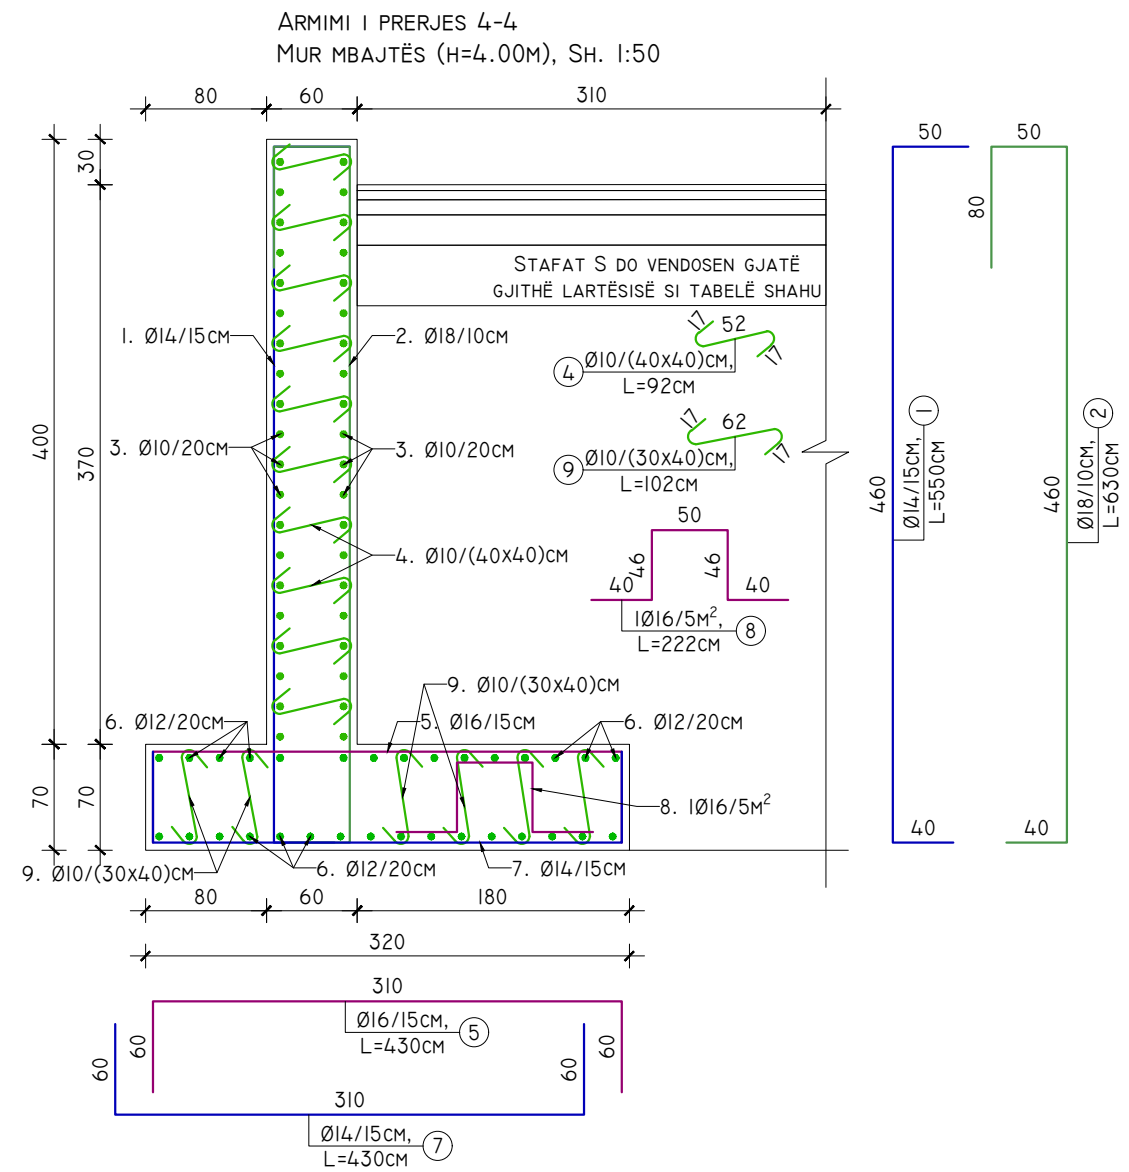 ARMIMI I PRERJES 4-4
MUR MBAJTËS (H=4.00M), SH. 1:50
80
60
310
50
50
30
80
STAFAT S DO VENDOSEN GJATË
GJITHË LARTËSISË SI TABELË SHAHU
1. Ø14/15CM
2. Ø18/10CM
17
52
17
4
Ø10/(40X40)CM,
L=92CM
400
370
3. Ø10/20CM
3. Ø10/20CM
17
62
17
9
Ø10/(30X40)CM,
L=102CM
460
Ø14/15CM,
L=550CM
1
460
Ø18/10CM,
L=630CM
2
50
46
46
40
40
1Ø16/5M²,
L=222CM
8
4. Ø10/(40X40)CM
9. Ø10/(30X40)CM
6. Ø12/20CM
5. Ø16/15CM
6. Ø12/20CM
70
70
8. 1Ø16/5M²
40
40
9. Ø10/(30X40)CM
6. Ø12/20CM
7. Ø14/15CM
80
60
180
320
310
Ø16/15CM,
L=430CM
5
60
60
60
60
310
Ø14/15CM,
L=430CM
7